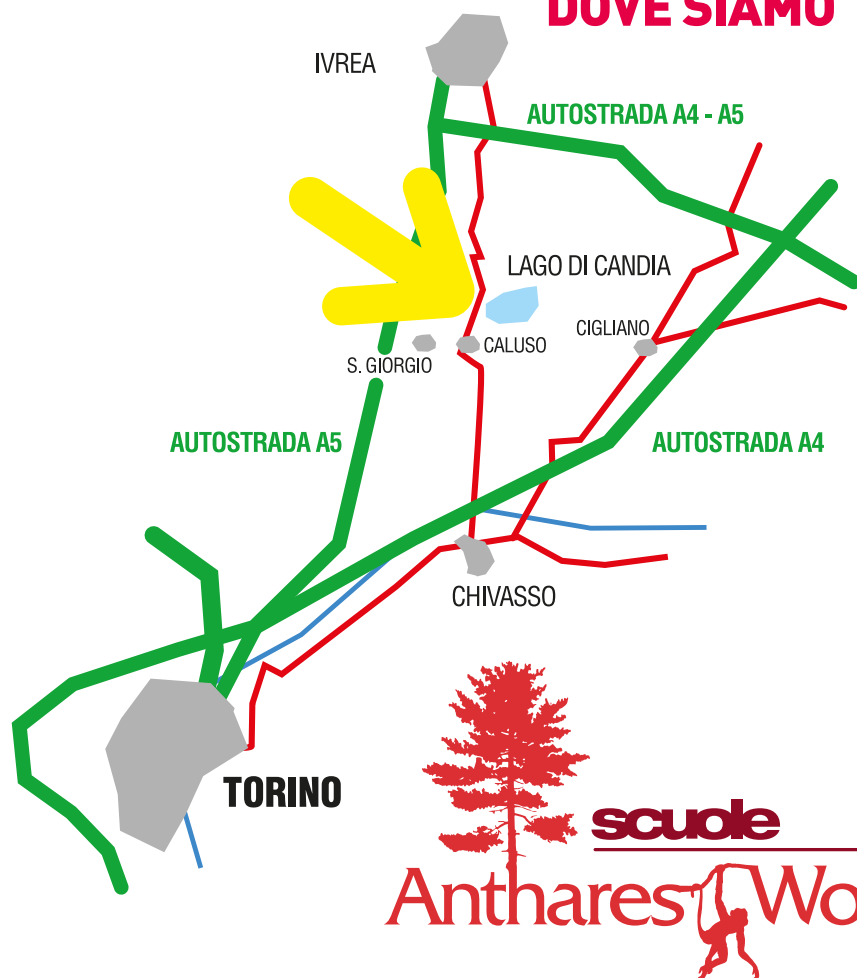 DOVE SIAMO
IVREA
AUTOSTRADA A4 - A5
LAGO DI CANDIA
CIGLIANO
CALUSO
S. GIORGIO
AUTOSTRADA A5
AUTOSTRADA A4
CHIVASSO
TORINO
scuole
Anthares Wo